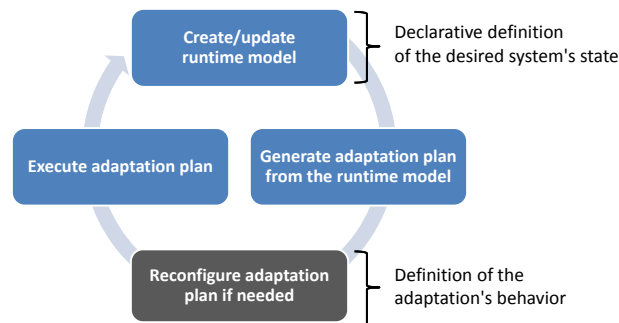 Create/update
runtime model
Declarative definition
of the desired system's state
Execute adaptation plan
Generate adaptation plan
from the runtime model
Reconfigure adaptation
plan if needed
Definition of the
adaptation's behavior